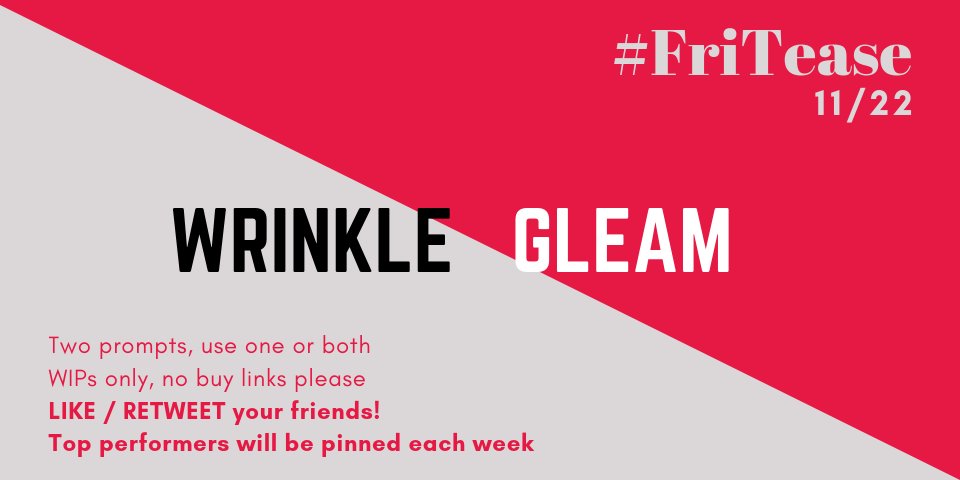 #FriTease
11/22
WRINKLE GLEAM
Two prompts, use one or both
WIPs only, no buy links please
LIKE / RETWEET your friends!
Top performers will be pinned each week